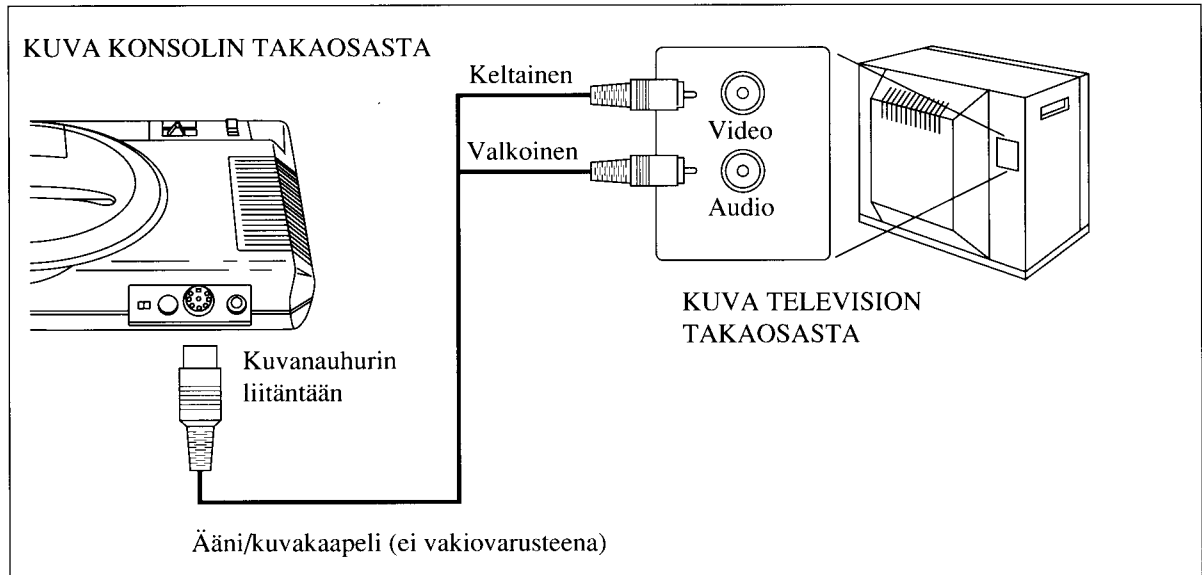 KUVA KONSOLIN TAKAOSASTA
Keltainen
Valkoinen
Video
Audio
KUVA TELEVISION
TAKAOSASTA
Kuvanauhurin
liitäntään
Ääni/kuvakaapeli (ei vakiovarusteena)